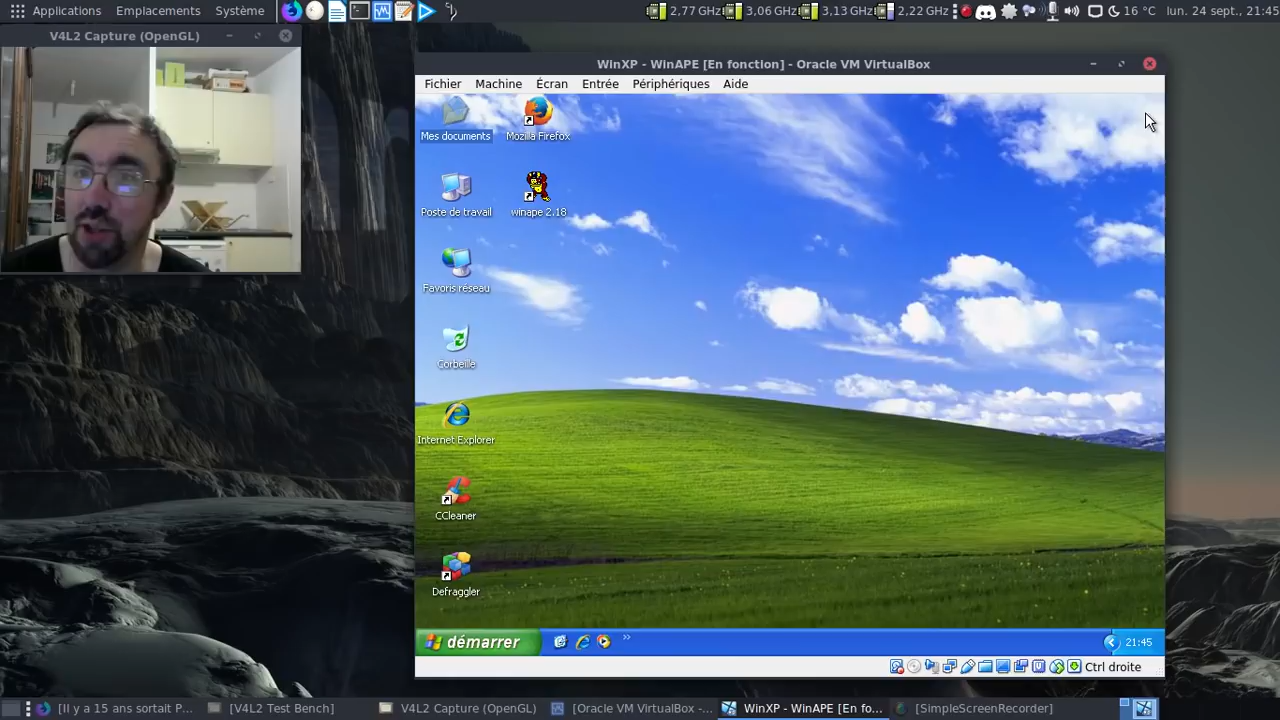 Applications Emplacements Système 2,77 GHz 3,06 GHz 3,13 GHz 2,22 GHz 16 °C lun. 24 sept., 21:45
V4L2 Capture (OpenGL)
WinXP - WinAPE [En fonction] - Oracle VM VirtualBox
Fichier Machine Écran Entrée Périphériques Aide
Mes documents Mozilla Firefox
Poste de travail winape 2.18
Favoris réseau
Corbeille
Internet Explorer
CCleaner
Defraggler
démarrer 21:45
Ctrl droite
[Il y a 15 ans sortait P... [V4L2 Test Bench] V4L2 Capture (OpenGL) [Oracle VM VirtualBox -... WinXP - WinAPE [En fo... [SimpleScreenRecorder]